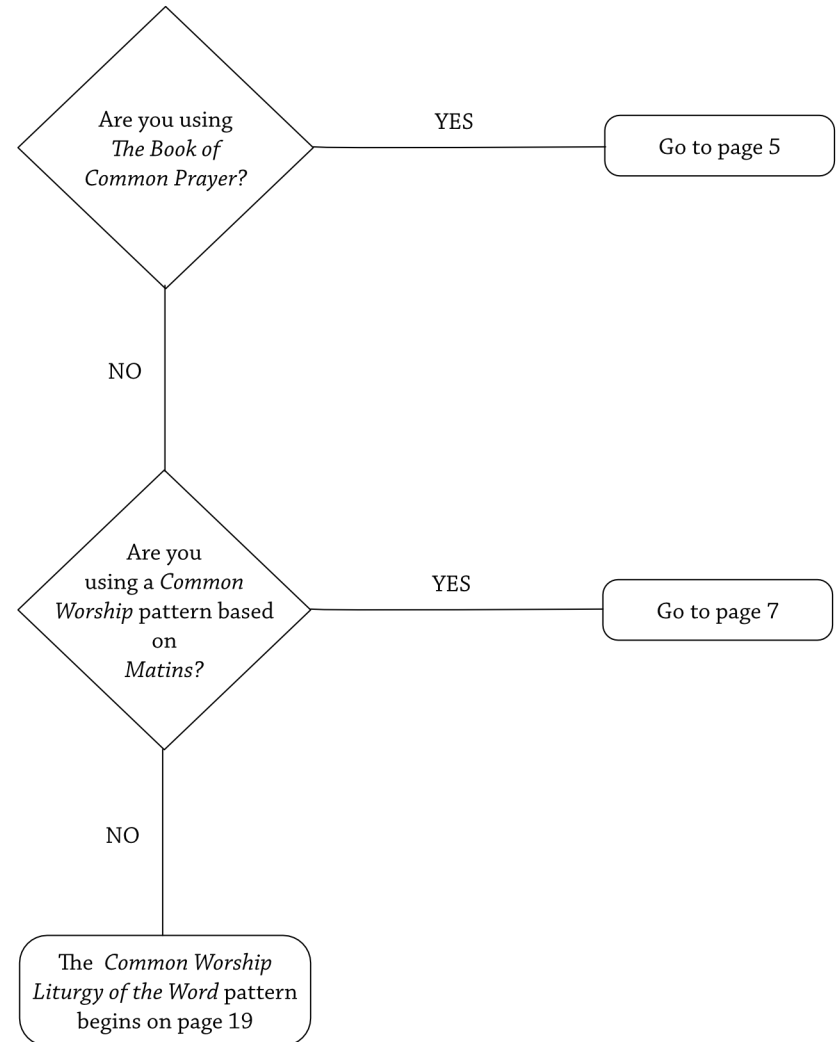 Are you using
The Book of
Common Prayer?
YES
Go to page 5
NO
Are you
using a Common
Worship pattern based
on
Matins?
YES
Go to page 7
NO
The Common Worship
Liturgy of the Word pattern
begins on page 19